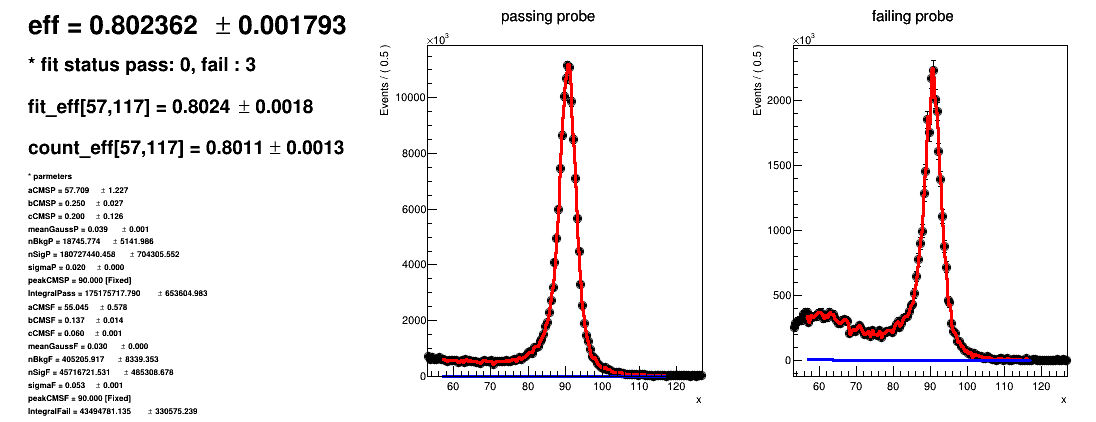 eff = 0.802362 ± 0.001793
* fit status pass: 0, fail : 3
fit_eff[57,117] = 0.8024 ± 0.0018
count_eff[57,117] = 0.8011 ± 0.0013
* parmeters
aCMSP = 57.709 ± 1.227
bCMSP = 0.250 ± 0.027
cCMSP = 0.200 ± 0.126
meanGaussP = 0.039 ± 0.001
nBkgP = 18745.774 ± 5141.986
nSigP = 180727440.458 ± 704305.552
sigmaP = 0.020 ± 0.000
peakCMSP = 90.000 [Fixed]
IntegralPass = 175175717.790 ± 653604.983
aCMSF = 55.045 ± 0.578
bCMSF = 0.137 ± 0.014
cCMSF = 0.060 ± 0.001
meanGaussF = 0.030 ± 0.000
nBkgF = 405205.917 ± 8339.353
nSigF = 45716721.531 ± 485308.678
sigmaF = 0.053 ± 0.001
peakCMSF = 90.000 [Fixed]
IntegralFail = 43494781.135 ± 330575.239
passing probe
×10³
Events / ( 0.5 )
10000
8000
6000
4000
2000
0
60 70 80 90 100 110 120
x
failing probe
×10³
Events / ( 0.5 )
2000
1500
1000
500
0
60 70 80 90 100 110 120
x